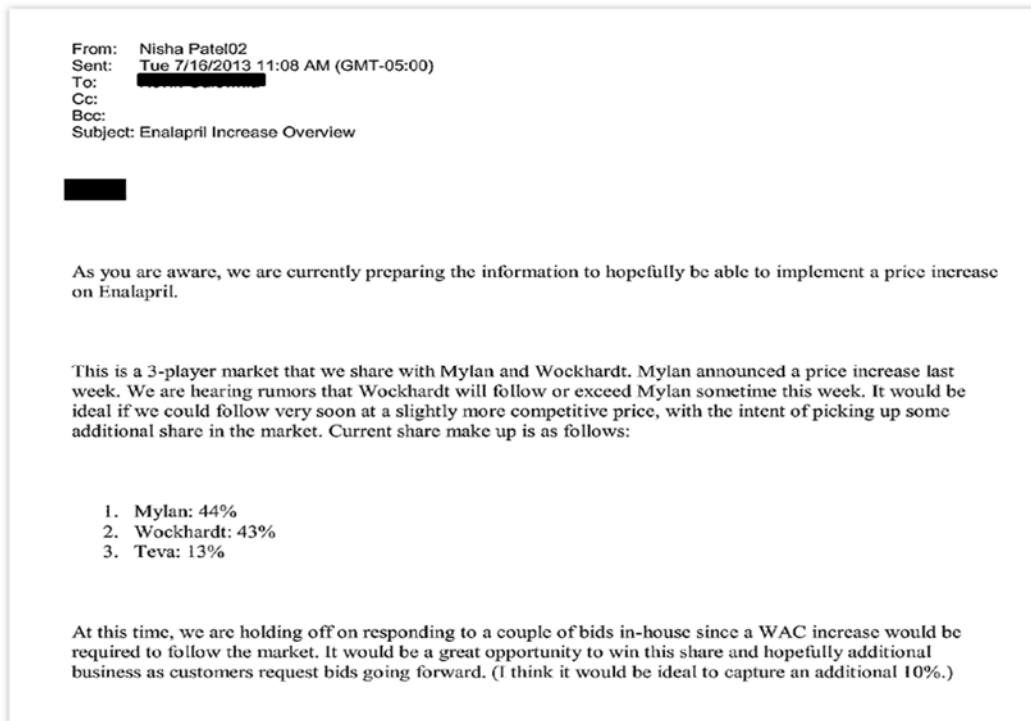 From: Nisha Patel02
Sent: Tue 7/16/2013 11:08 AM (GMT-05:00)
To:
Cc:
Bcc:
Subject: Enalapril Increase Overview
As you are aware, we are currently preparing the information to hopefully be able to implement a price increase
on Enalapril.
This is a 3-player market that we share with Mylan and Wockhardt. Mylan announced a price increase last
week. We are hearing rumors that Wockhardt will follow or exceed Mylan sometime this week. It would be
ideal if we could follow very soon at a slightly more competitive price, with the intent of picking up some
additional share in the market. Current share make up is as follows:
1. Mylan: 44%
2. Wockhardt: 43%
3. Teva: 13%
At this time, we are holding off on responding to a couple of bids in-house since a WAC increase would be
required to follow the market. It would be a great opportunity to win this share and hopefully additional
business as customers request bids going forward. (I think it would be ideal to capture an additional 10%.)